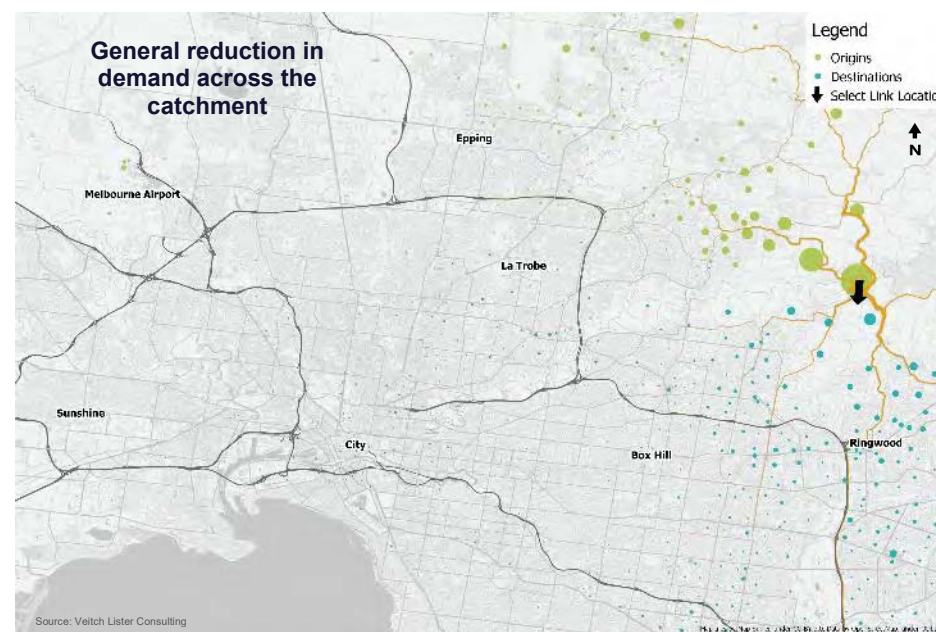 General reduction in
demand across the
catchment
Legend
Origins
Destinations
Select Link Locatio
N
Epping
Melbourne Airport
La Trobe
Sunshine
City
Box Hill
Ringwood
Source: Veitch Lister Consulting